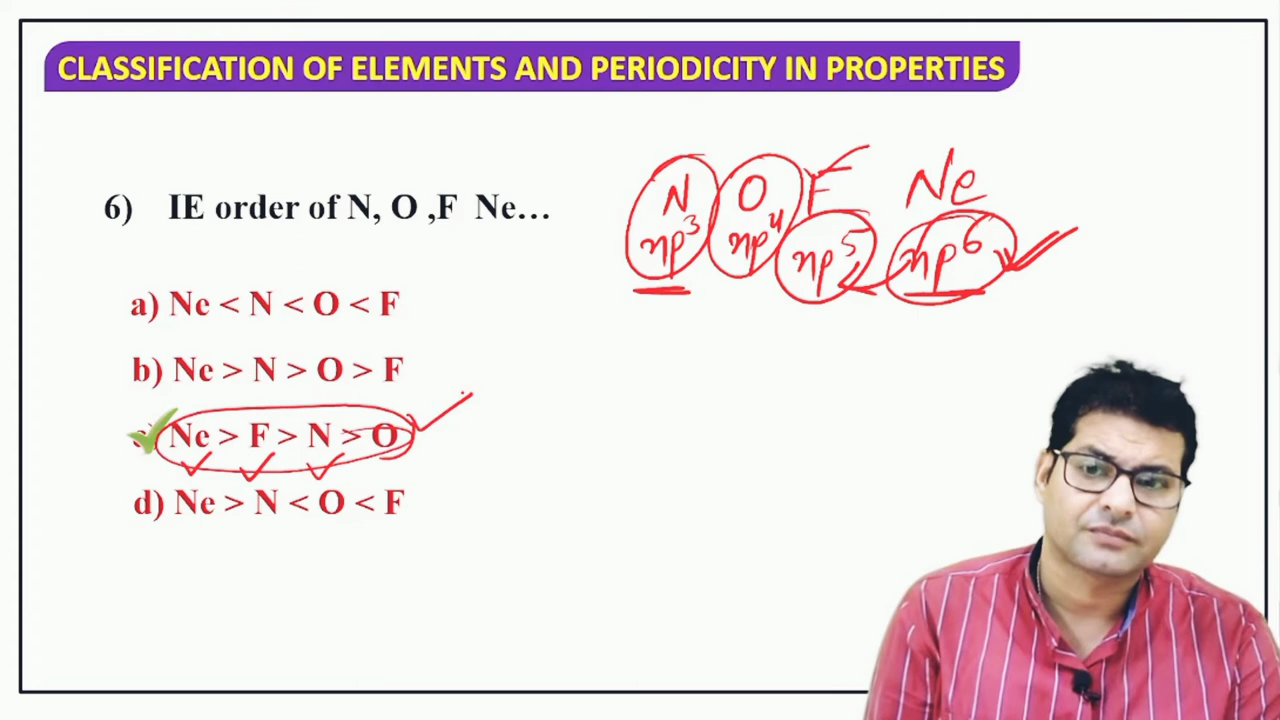 CLASSIFICATION OF ELEMENTS AND PERIODICITY IN PROPERTIES
6) IE order of N, O ,F Ne…
N O F Ne
np³ np⁴ np⁵ np⁶
a) Ne < N < O < F
b) Ne > N > O > F
c) Ne > F > N > O
d) Ne > N < O < F